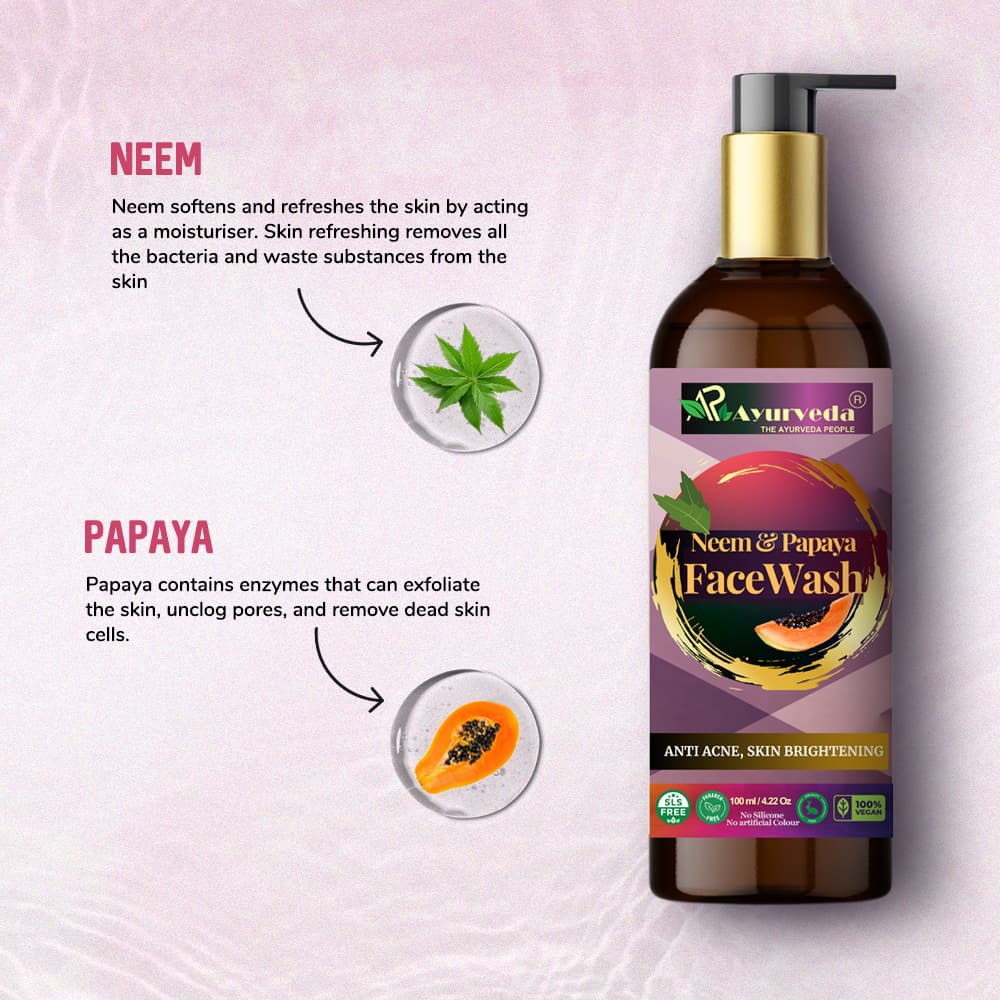 NEEM
Neem softens and refreshes the skin by acting
as a moisturiser. Skin refreshing removes all
the bacteria and waste substances from the
skin
PAPAYA
Papaya contains enzymes that can exfoliate
the skin, unclog pores, and remove dead skin
cells.
AR Ayurveda ®
THE AYURVEDA PEOPLE
Neem & Papaya
FaceWash
ANTI ACNE, SKIN BRIGHTENING
SLS
FREE
PARABEN
FREE
100 ml / 4.22 Oz
No Silicone
No artificial Colour
100%
VEGAN